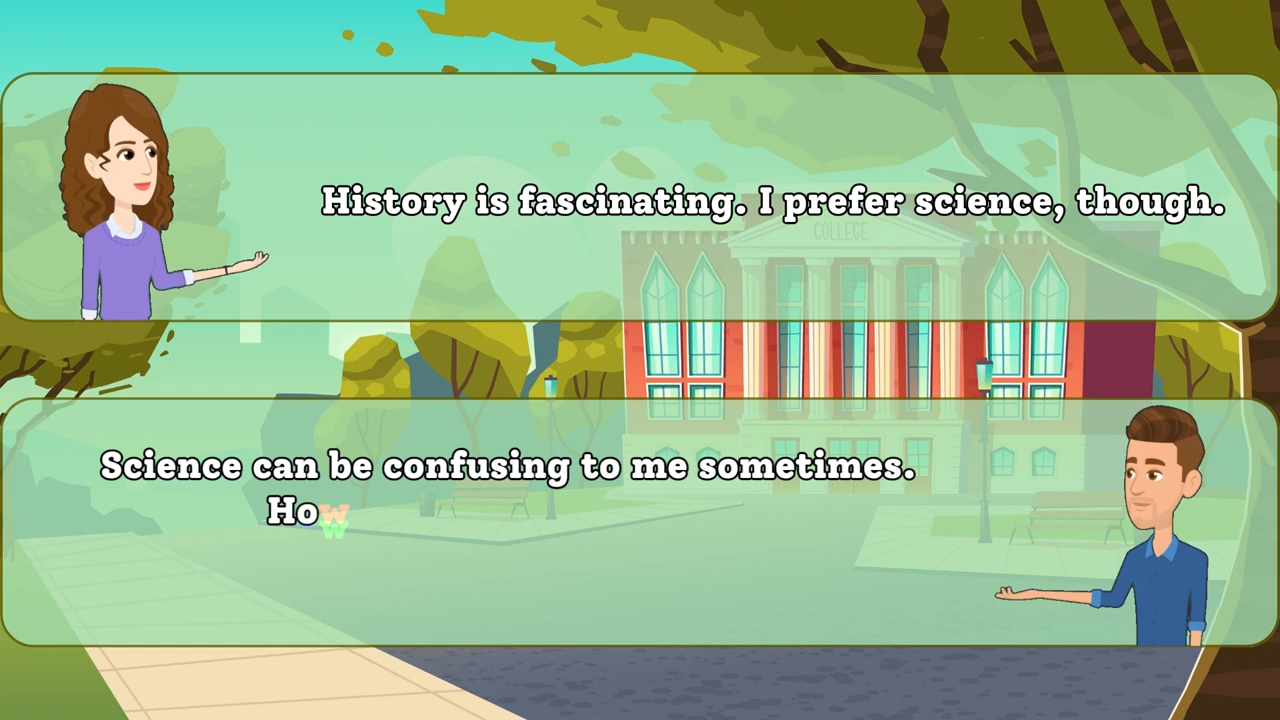 History is fascinating. I prefer science, though.
COLLEGE
Science can be confusing to me sometimes.
How